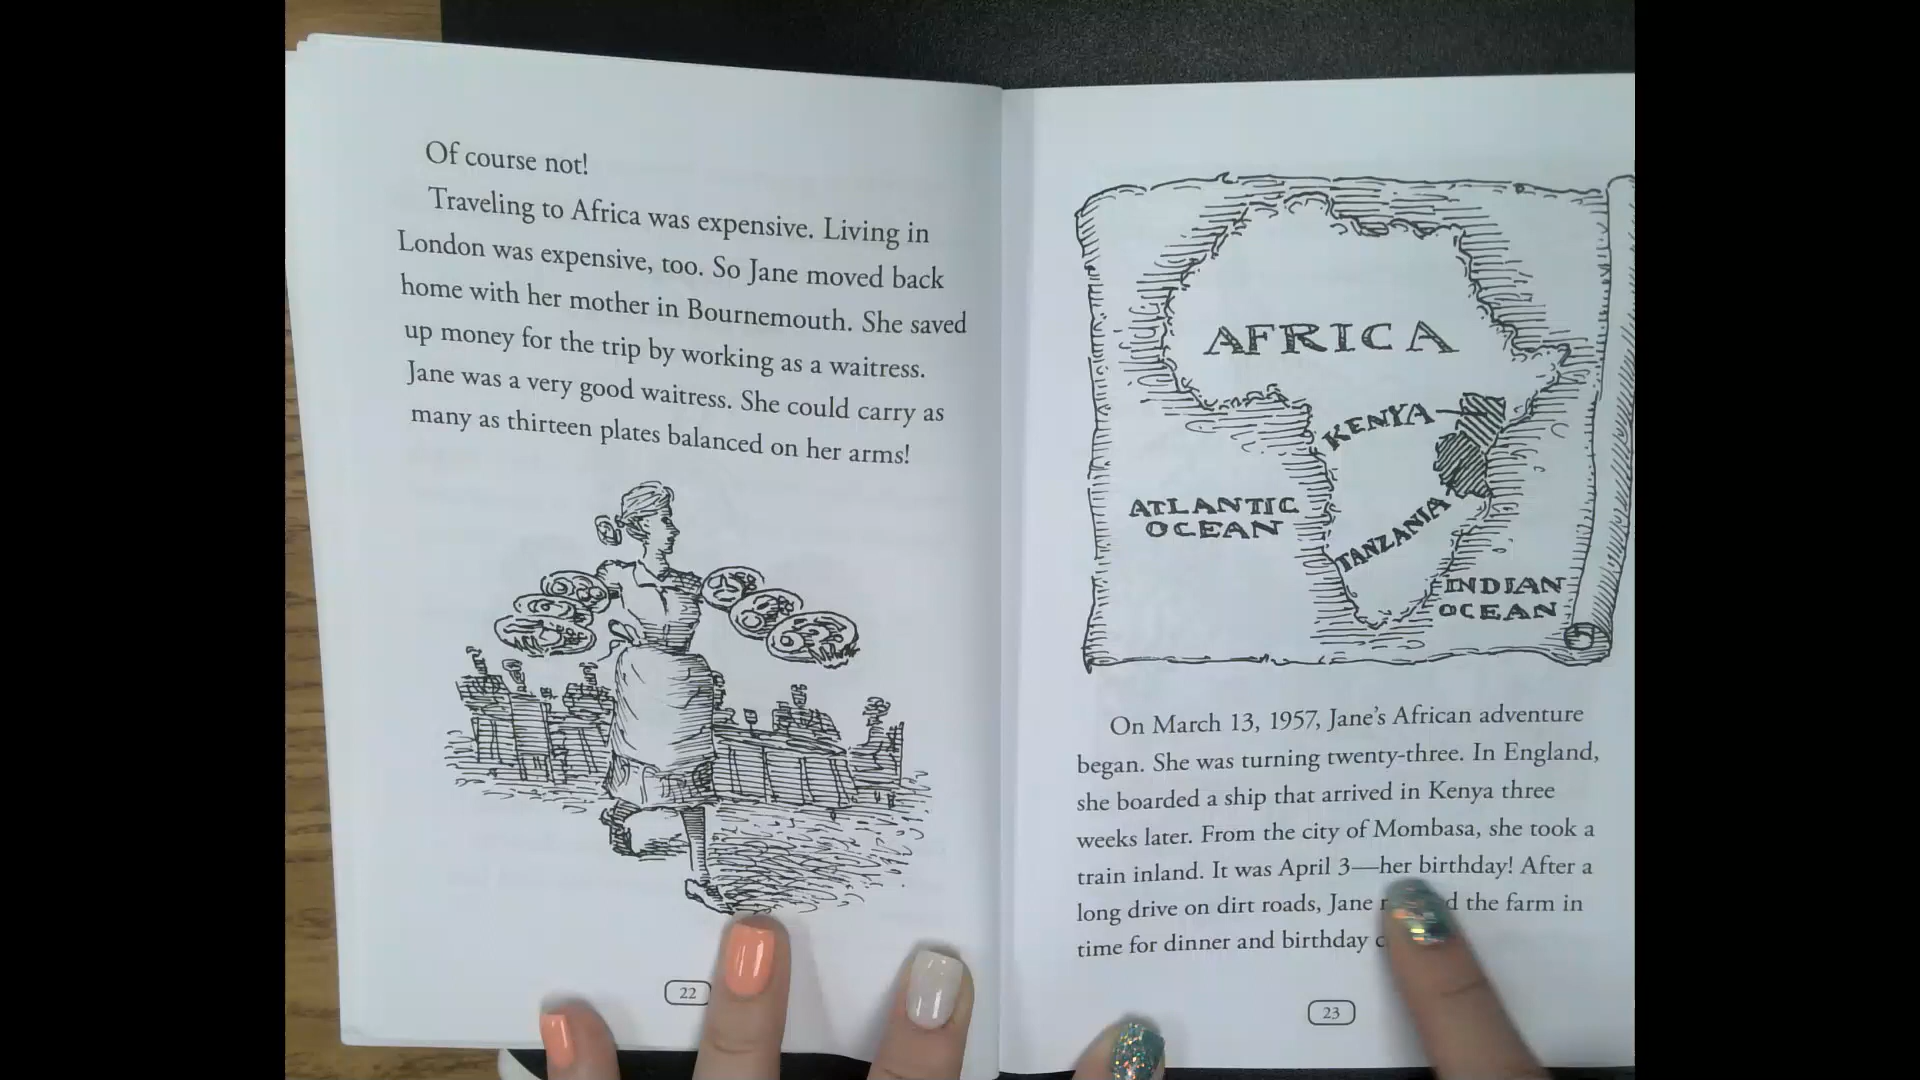 Of course not!
Traveling to Africa was expensive. Living in
London was expensive, too. So Jane moved back
home with her mother in Bournemouth. She saved
up money for the trip by working as a waitress.
Jane was a very good waitress. She could carry as
many as thirteen plates balanced on her arms!
22
AFRICA
KENYA
ATLANTIC
OCEAN
TANZANIA
INDIAN
OCEAN
On March 13, 1957, Jane's African adventure
began. She was turning twenty-three. In England,
she boarded a ship that arrived in Kenya three
weeks later. From the city of Mombasa, she took a
train inland. It was April 3—her birthday! After a
long drive on dirt roads, Jane the farm in
time for dinner and birthday
23